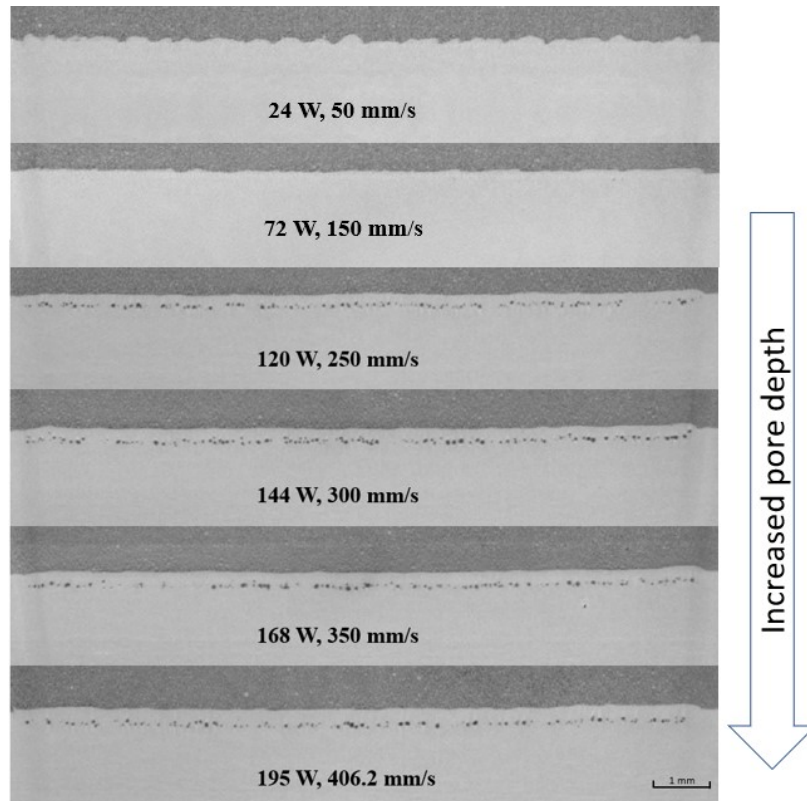 24 W, 50 mm/s
72 W, 150 mm/s
120 W, 250 mm/s
144 W, 300 mm/s
168 W, 350 mm/s
195 W, 406.2 mm/s
1 mm
Increased pore depth